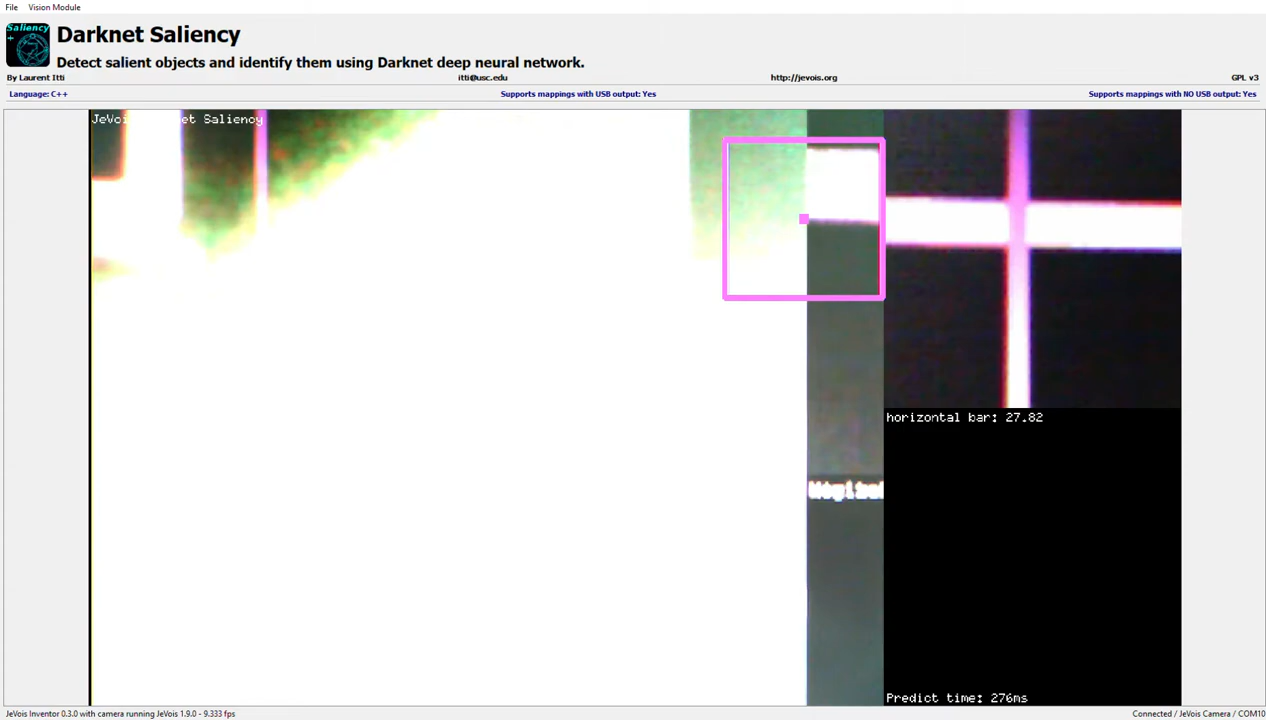 File Vision Module
Saliency
Darknet Saliency
Detect salient objects and identify them using Darknet deep neural network.
By Laurent Itti itti@usc.edu http://jevois.org GPL v3
Language: C++ Supports mappings with USB output: Yes Supports mappings with NO USB output: Yes
JeVois et Saliency
horizontal bar: 27.82
Predict time: 276ms
JeVois Inventor 0.3.0 with camera running JeVois 1.9.0 - 9.333 fps Connected / JeVois Camera / COM10